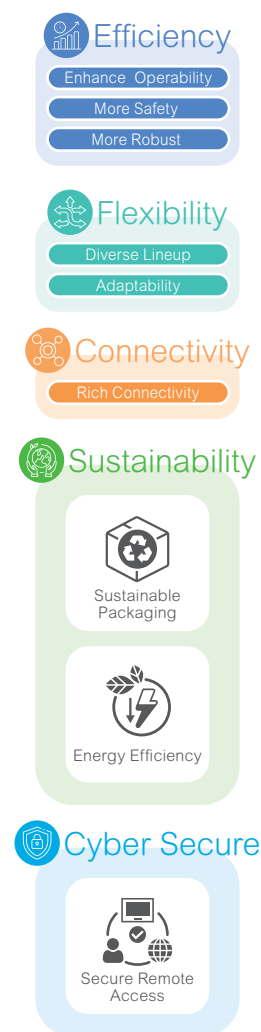 Efficiency
Enhance Operability
More Safety
More Robust
Flexibility
Diverse Lineup
Adaptability
Connectivity
Rich Connectivity
Sustainability
Sustainable
Packaging
Energy Efficiency
Cyber Secure
Secure Remote
Access